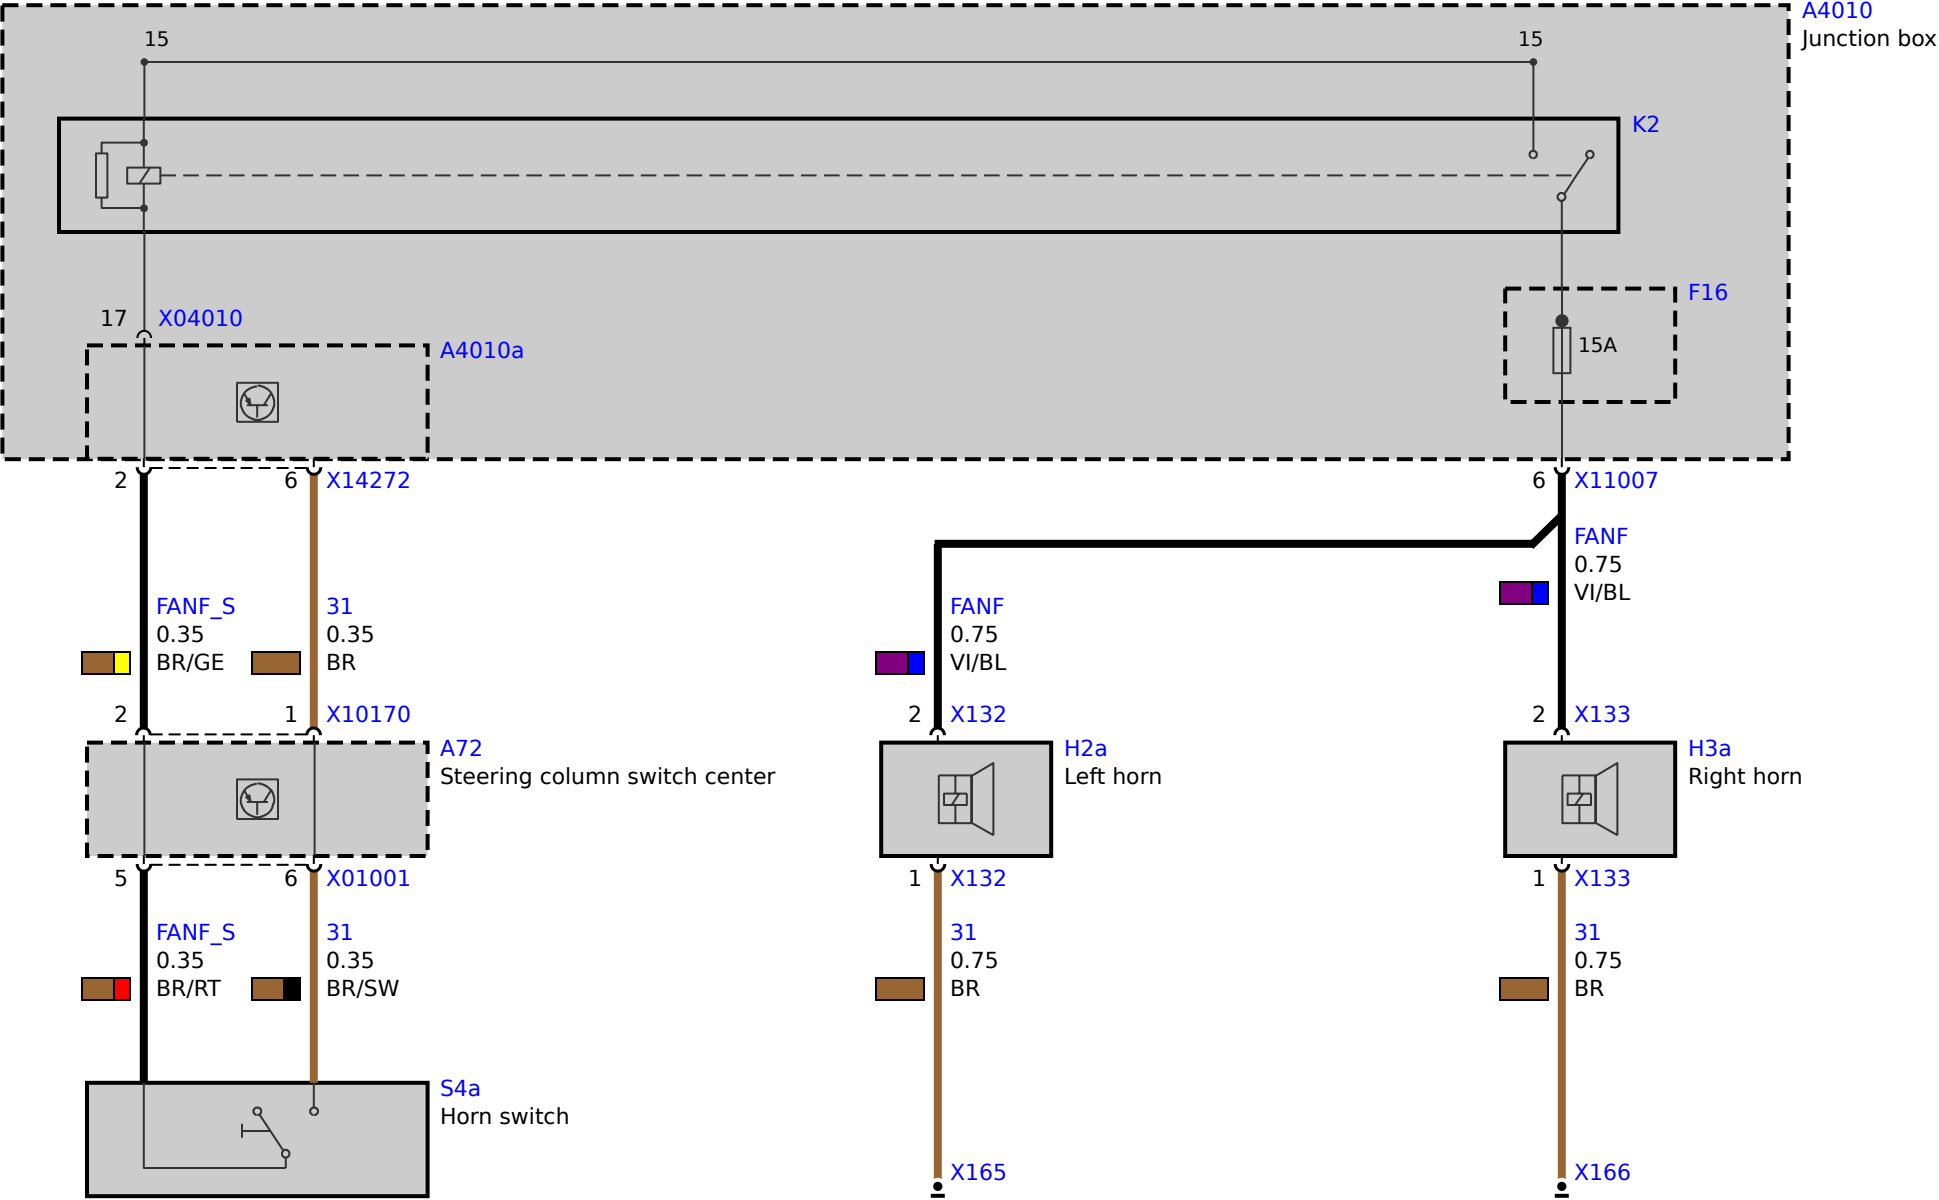 A4010
Junction box
15
15
K2
17
X04010
A4010a
F16
15A
2
6
X14272
6
X11007
FANF
0.75
VI/BL
FANF_S
0.35
BR/GE
31
0.35
BR
FANF
0.75
VI/BL
2
1
X10170
2
X132
2
X133
A72
Steering column switch center
H2a
Left horn
H3a
Right horn
5
6
X01001
1
X132
1
X133
FANF_S
0.35
BR/RT
31
0.35
BR/SW
31
0.75
BR
31
0.75
BR
S4a
Horn switch
X165
X166